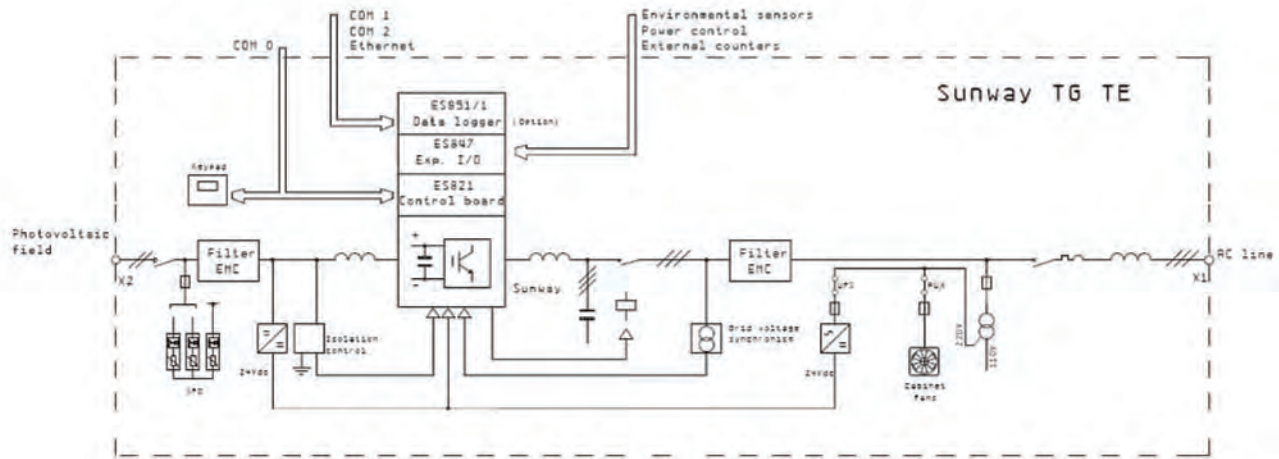 COM 1
COM 2
Ethernet
Environmental sensors
Power control
External counters
COM 0
Sunway TG TE
ES851/1
Data logger (Option)
ES847
Exp. I/O
Keypad
ES821
Control board
Photovoltaic
field
X2
Filter
EMC
+
-
Sunway
Filter
EMC
UPS
AUX
AC line
X1
Isolation
control
24Vdc
SPD
Grid voltage
synchronism
24Vdc
Cabinet
fans
220V
110V